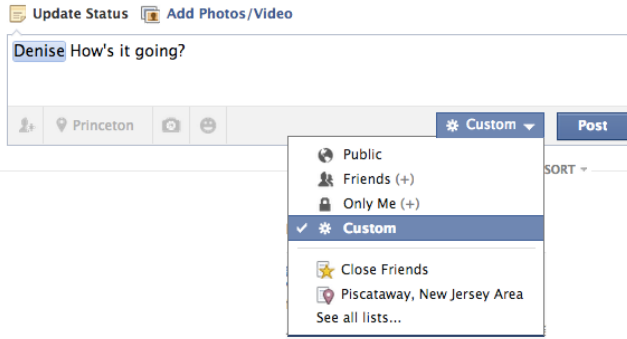 Update Status Add Photos/Video
Denise How's it going?
Princeton Custom Post
Public
SORT
Friends (+)
Only Me (+)
Custom
Close Friends
Piscataway, New Jersey Area
See all lists...